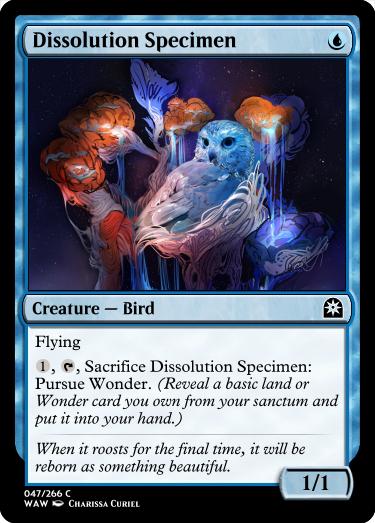 Dissolution Specimen
Creature — Bird
Flying
1, T, Sacrifice Dissolution Specimen:
Pursue Wonder. (Reveal a basic land or
Wonder card you own from your sanctum and
put it into your hand.)
When it roosts for the final time, it will be
reborn as something beautiful.
1/1
047/266 C
WAW Charissa Curiel